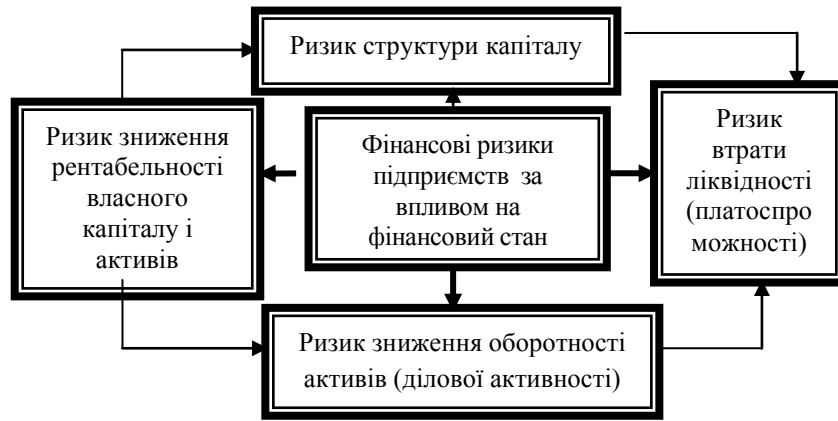 Ризик структури капіталу
Ризик зниження
рентабельності
власного
капіталу і
активів
Фінансові ризики
підприємств за
впливом на
фінансовий стан
Ризик
втрати
ліквідності
(платоспро
можності)
Ризик зниження оборотності
активів (ділової активності)